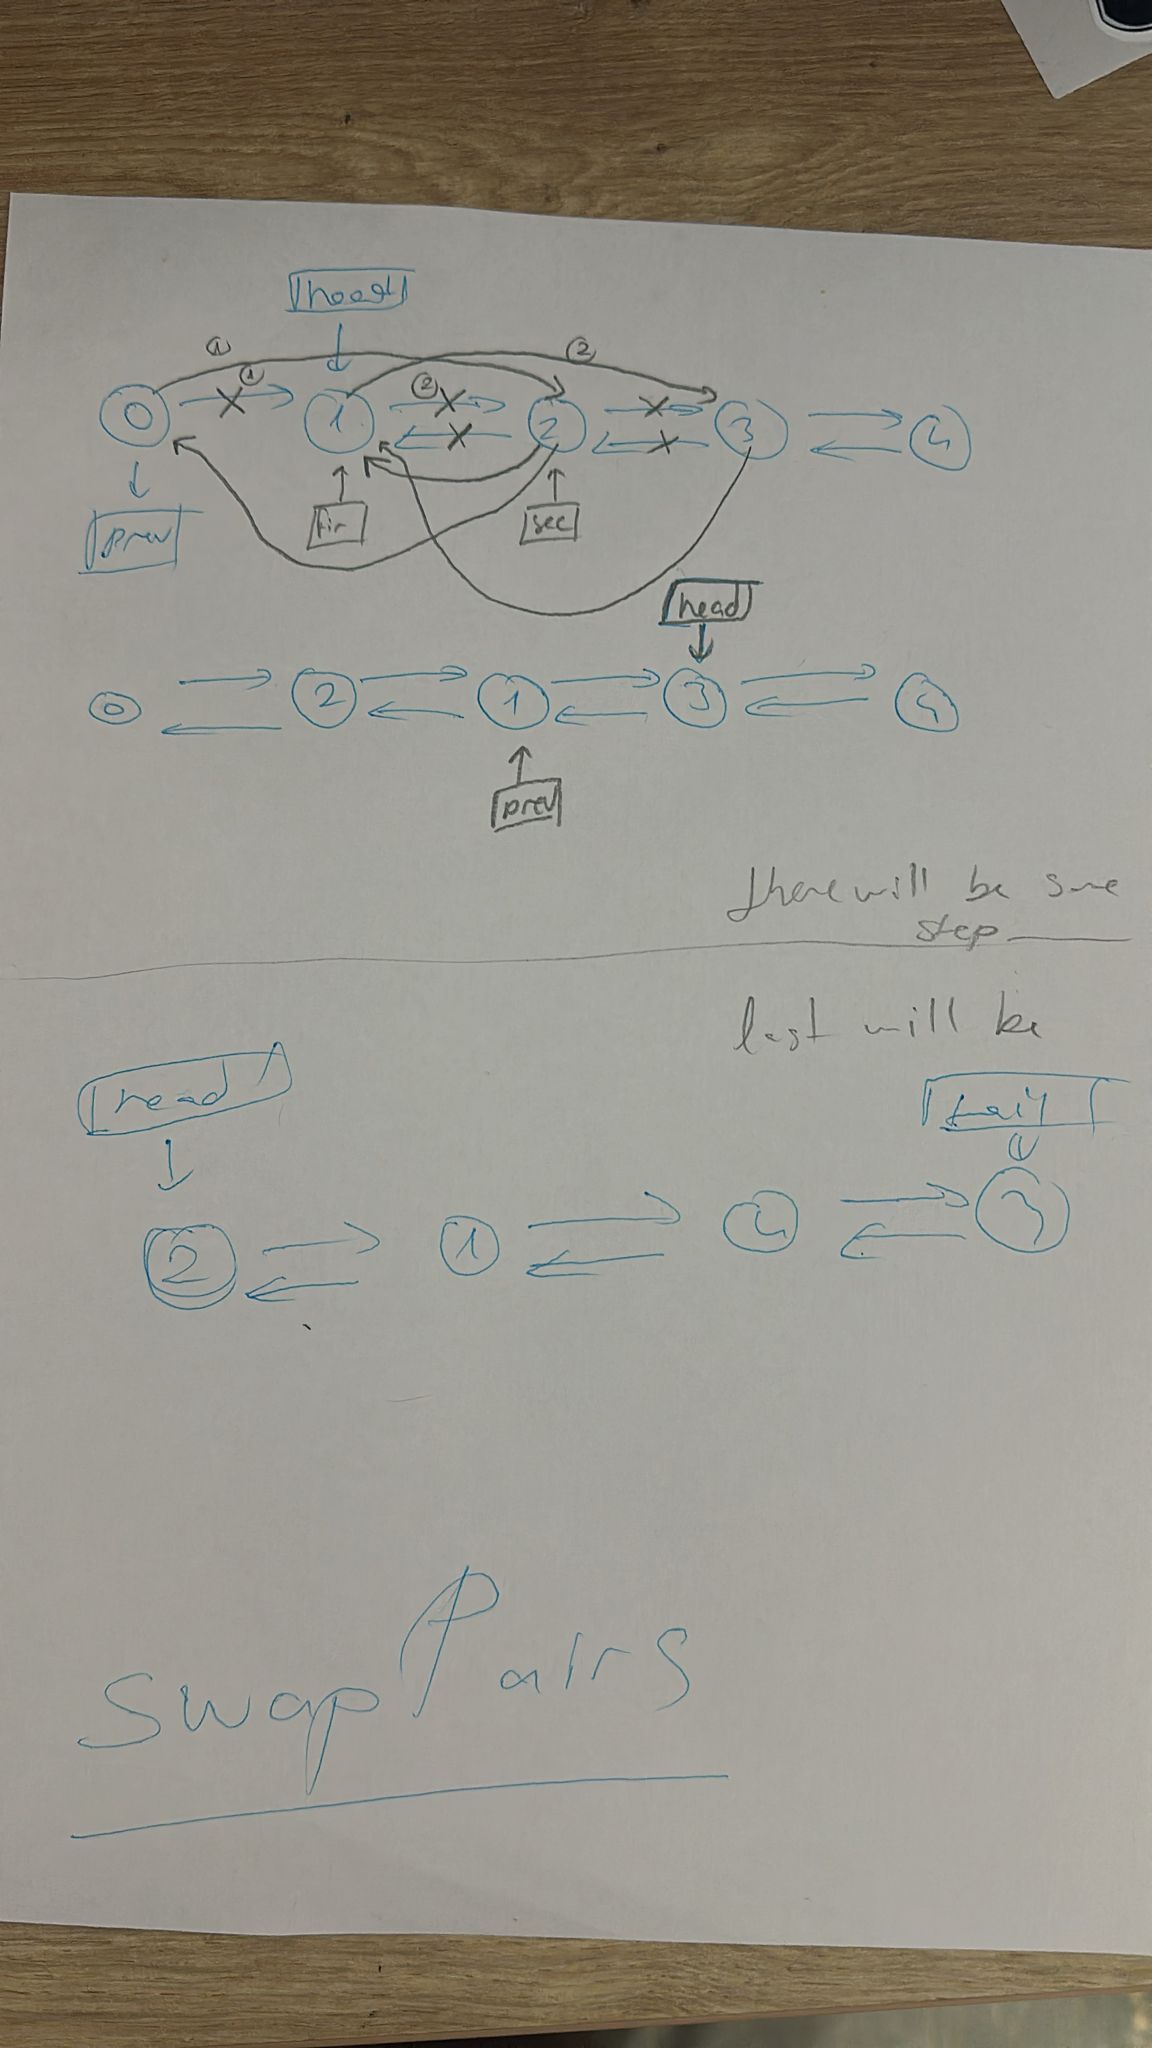 head
① ① ② ②
0 1 2 3 4
prev fir sec
head
0 2 1 3 4
prev
there will be same
step
last will be
head tail
2 1 4 3
swapPairs